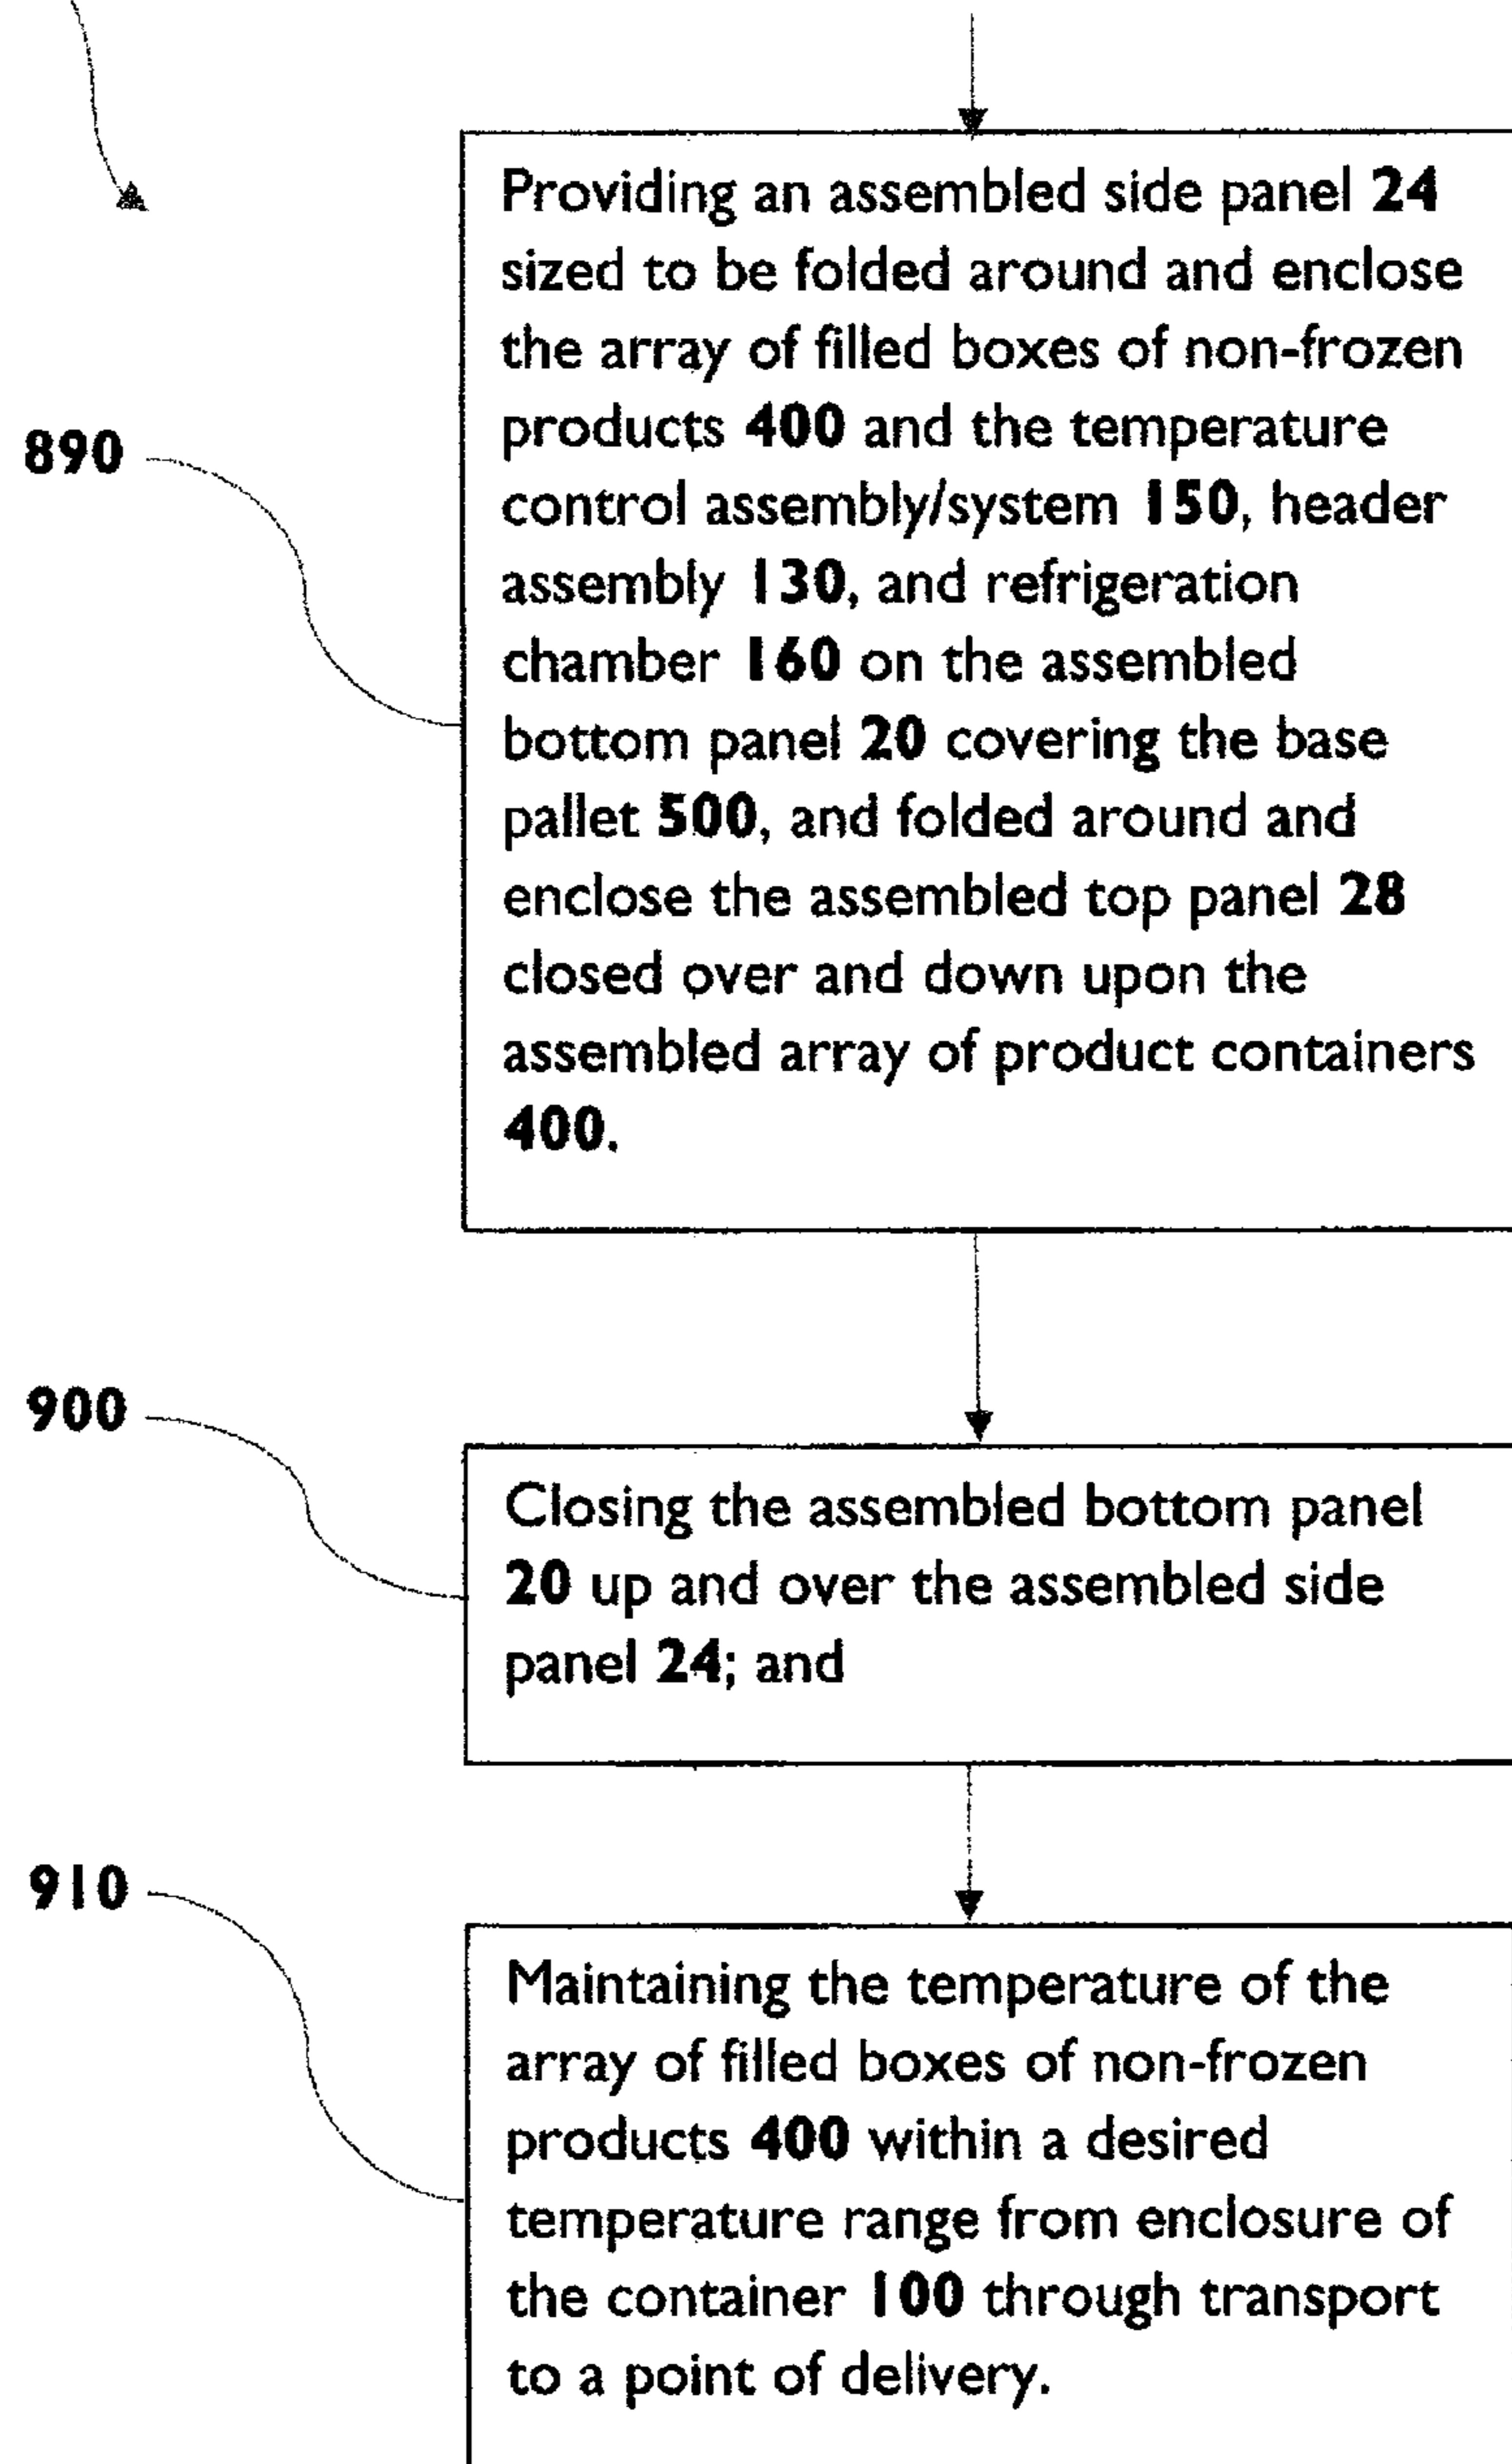 890
Providing an assembled side panel 24
sized to be folded around and enclose
the array of filled boxes of non-frozen
products 400 and the temperature
control assembly/system 150, header
assembly 130, and refrigeration
chamber 160 on the assembled
bottom panel 20 covering the base
pallet 500, and folded around and
enclose the assembled top panel 28
closed over and down upon the
assembled array of product containers
400.
900
Closing the assembled bottom panel
20 up and over the assembled side
panel 24; and
910
Maintaining the temperature of the
array of filled boxes of non-frozen
products 400 within a desired
temperature range from enclosure of
the container 100 through transport
to a point of delivery.